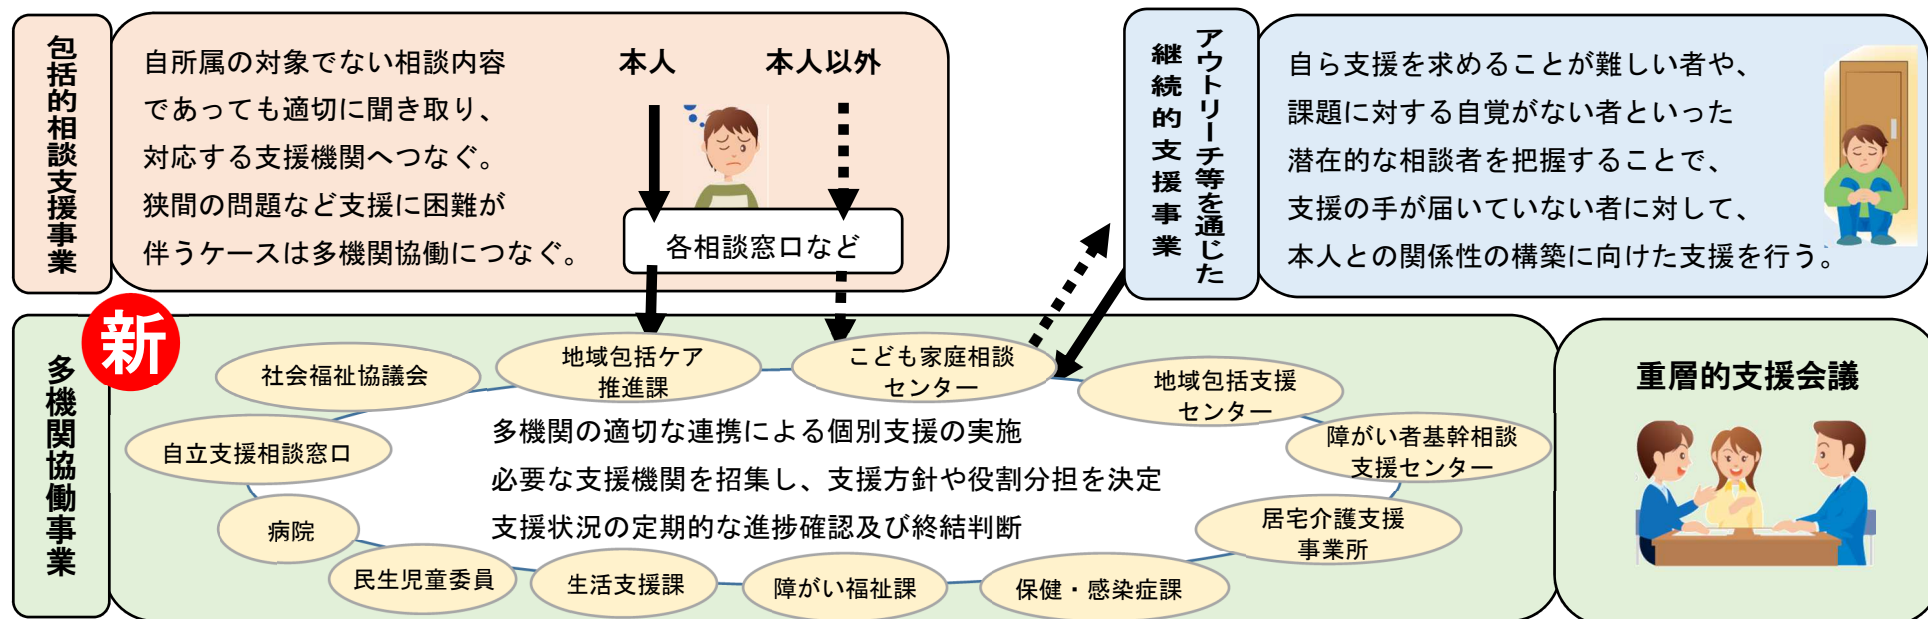 包括的相談支援事業
自所属の対象でない相談内容
であっても適切に聞き取り、
対応する支援機関へつなぐ。
狭間の問題など支援に困難が
伴うケースは多機関協働につなぐ。
本人
本人以外
各相談窓口など
アウトリーチ等を通じた
継続的支援事業
自ら支援を求めることが難しい者や、
課題に対する自覚がない者といった
潜在的な相談者を把握することで、
支援の手が届いていない者に対して、
本人との関係性の構築に向けた支援を行う。
新
多機関協働事業
社会福祉協議会
地域包括ケア
推進課
こども家庭相談
センター
地域包括支援
センター
障がい者基幹相談
支援センター
自立支援相談窓口
多機関の適切な連携による個別支援の実施
必要な支援機関を招集し、支援方針や役割分担を決定
支援状況の定期的な進捗確認及び終結判断
病院
居宅介護支援
事業所
民生児童委員
生活支援課
障がい福祉課
保健・感染症課
重層的支援会議